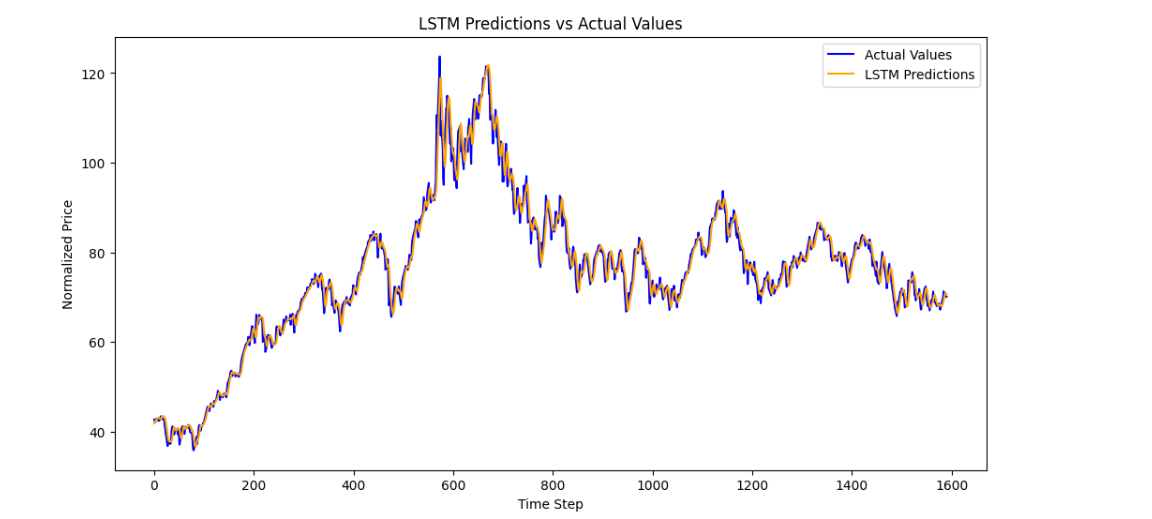 LSTM Predictions vs Actual Values
Actual Values
LSTM Predictions
120
100
80
60
40
Normalized Price
0 200 400 600 800 1000 1200 1400 1600
Time Step